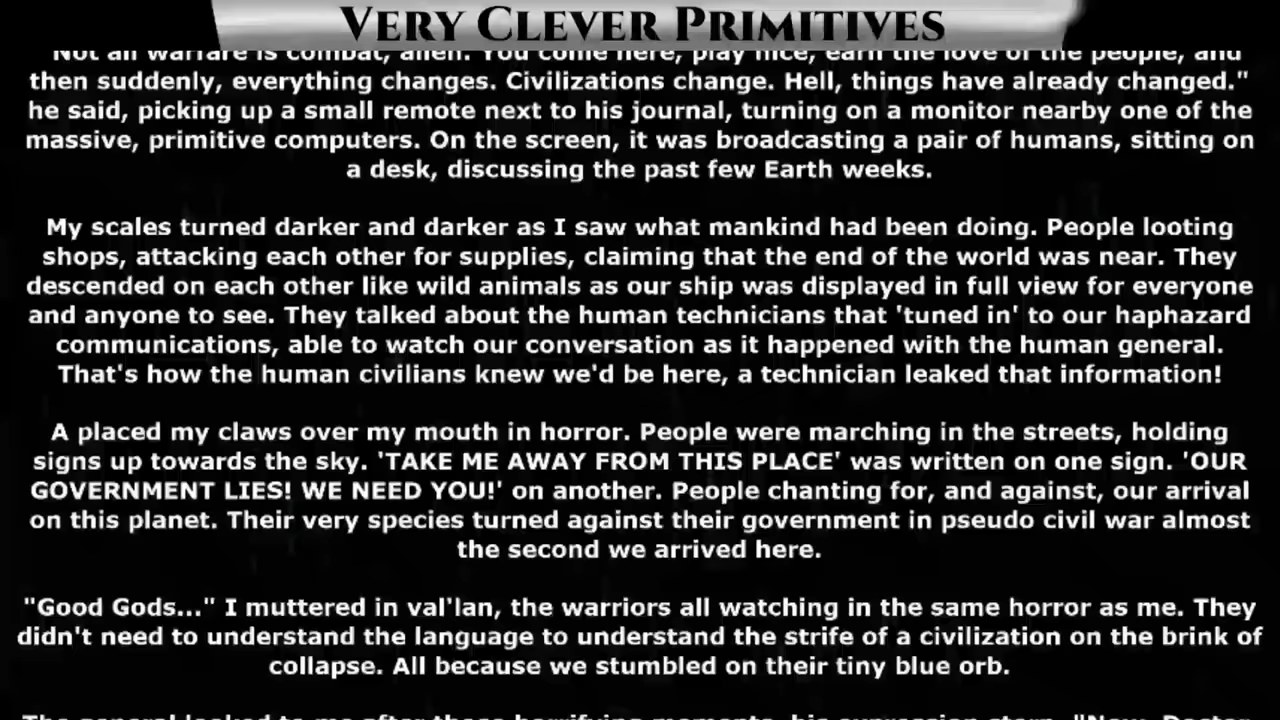 VERY CLEVER PRIMITIVES
"Not all warfare is combat, alien. You come here, play nice, earn the love of the people, and
then suddenly, everything changes. Civilizations change. Hell, things have already changed."
he said, picking up a small remote next to his journal, turning on a monitor nearby one of the
massive, primitive computers. On the screen, it was broadcasting a pair of humans, sitting on
a desk, discussing the past few Earth weeks.
My scales turned darker and darker as I saw what mankind had been doing. People looting
shops, attacking each other for supplies, claiming that the end of the world was near. They
descended on each other like wild animals as our ship was displayed in full view for everyone
and anyone to see. They talked about the human technicians that 'tuned in' to our haphazard
communications, able to watch our conversation as it happened with the human general.
That's how the human civilians knew we'd be here, a technician leaked that information!
A placed my claws over my mouth in horror. People were marching in the streets, holding
signs up towards the sky. 'TAKE ME AWAY FROM THIS PLACE' was written on one sign. 'OUR
GOVERNMENT LIES! WE NEED YOU!' on another. People chanting for, and against, our arrival
on this planet. Their very species turned against their government in pseudo civil war almost
the second we arrived here.
"Good Gods..." I muttered in val'lan, the warriors all watching in the same horror as me. They
didn't need to understand the language to understand the strife of a civilization on the brink of
collapse. All because we stumbled on their tiny blue orb.
The general looked to me after these horrifying moments, his expression stern. "Now, Doctor